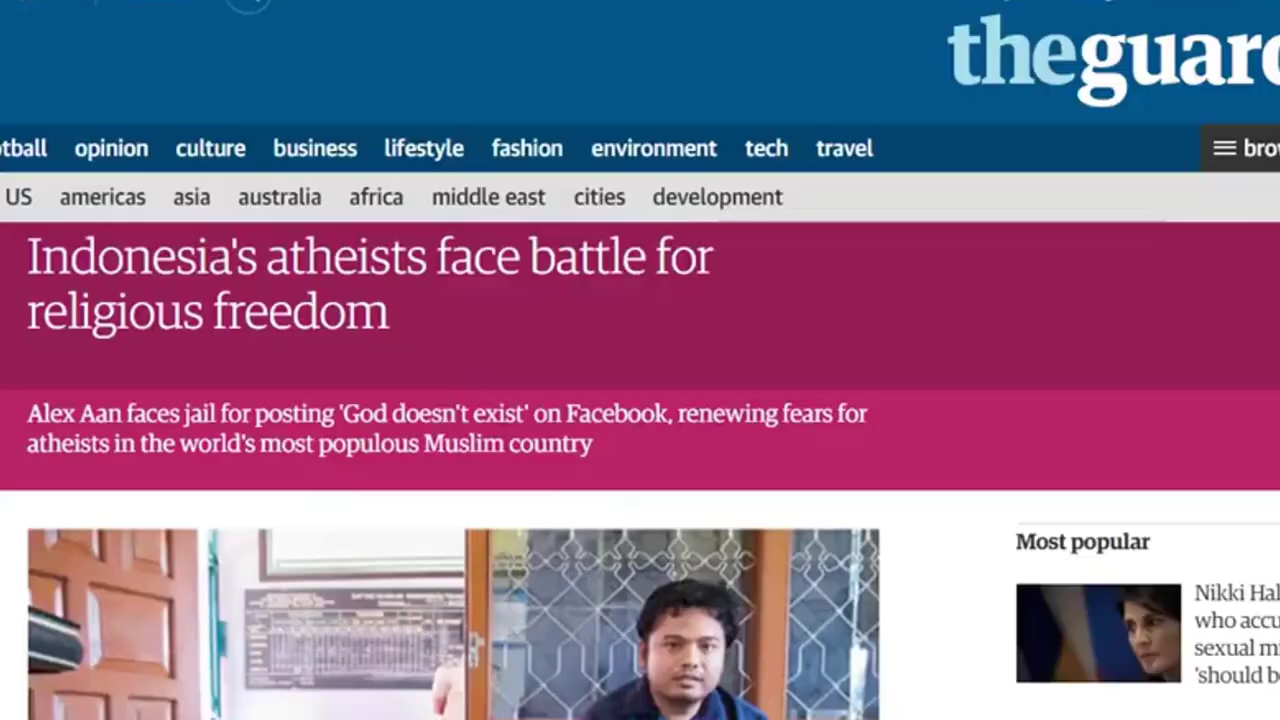 theguar
tball opinion culture business lifestyle fashion environment tech travel
bro
US americas asia australia africa middle east cities development
Indonesia's atheists face battle for
religious freedom
Alex Aan faces jail for posting 'God doesn't exist' on Facebook, renewing fears for
atheists in the world's most populous Muslim country
Most popular
Nikki Hal
who accu
sexual m
'should b